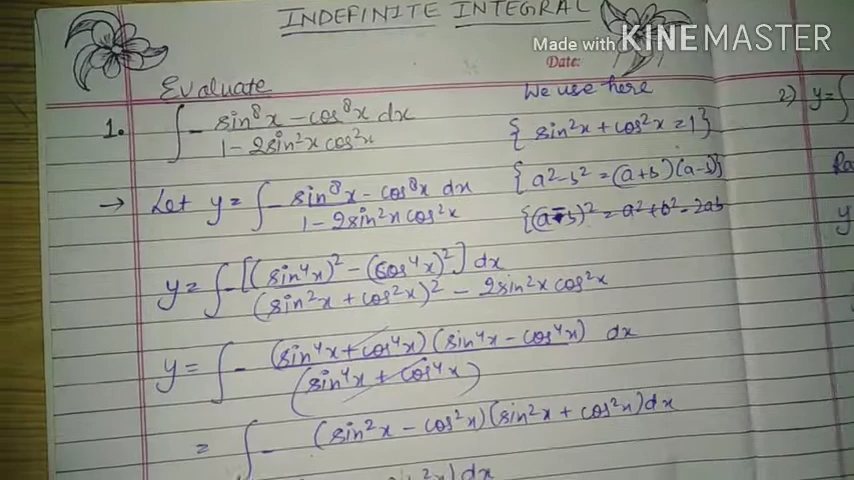 INDEFINITE INTEGRAL
Made with KINEMASTER
Date:
Evaluate
We use here
1. ∫ - sin⁸x - cos⁸x dx
1 - 2sin²x cos²x
{ sin²x + cos²x = 1 }
2) y = ∫
→ Let y = ∫ - sin⁸x - cos⁸x dx
1 - 2sin²x cos²x
{ a² - b² = (a+b)(a-b) }
{(a-b)² = a² + b² - 2ab
y
y = ∫ - [(sin⁴x)² - (cos⁴x)²] dx
(sin²x + cos²x)² - 2sin²x cos²x
y = ∫ - (sin⁴x + cos⁴x)(sin⁴x - cos⁴x) dx
(sin⁴x + cos⁴x)
= ∫ - (sin²x - cos²x)(sin²x + cos²x)dx
²x) dx